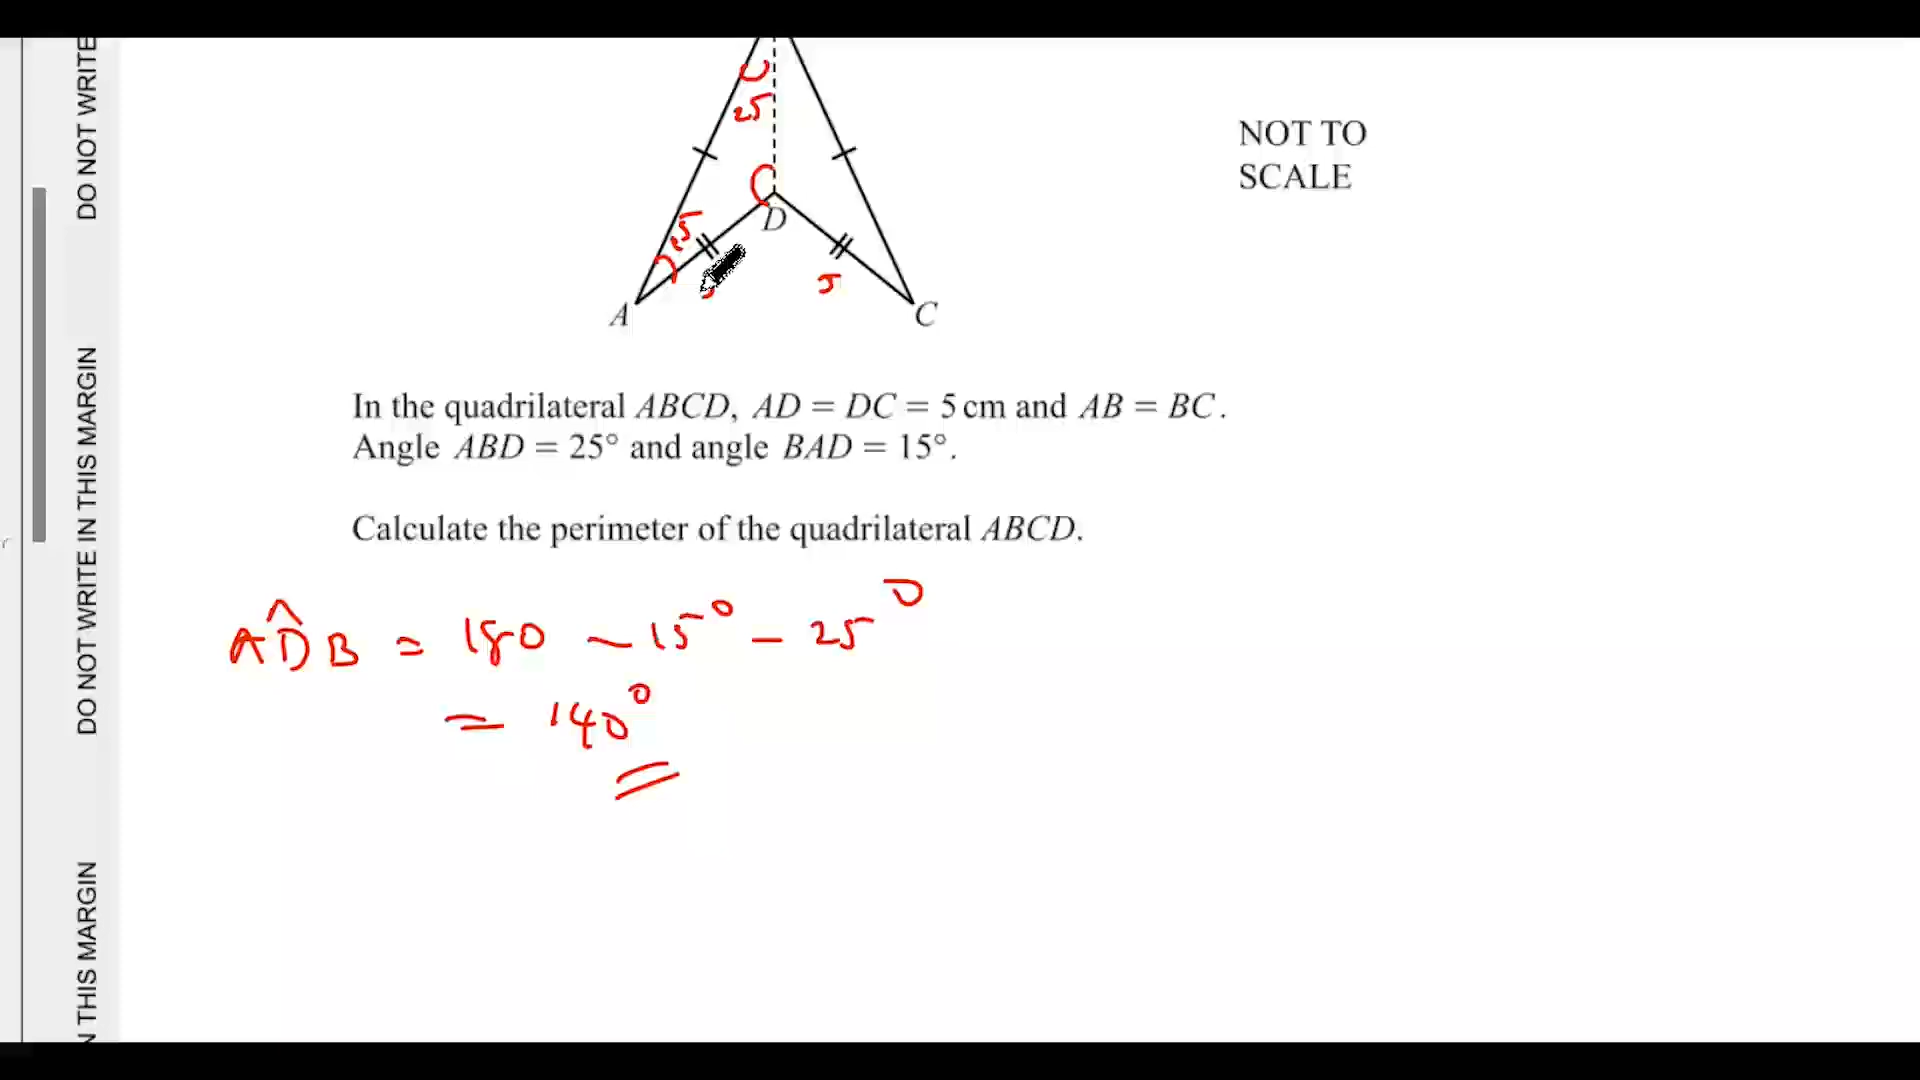 DO NOT WRITE
DO NOT WRITE IN THIS MARGIN
THIS MARGIN
25
15
D
5
A
C
NOT TO
SCALE
In the quadrilateral ABCD, AD = DC = 5 cm and AB = BC.
Angle ABD = 25° and angle BAD = 15°.
Calculate the perimeter of the quadrilateral ABCD.
AD̂B = 180 - 15° - 25°
= 140°